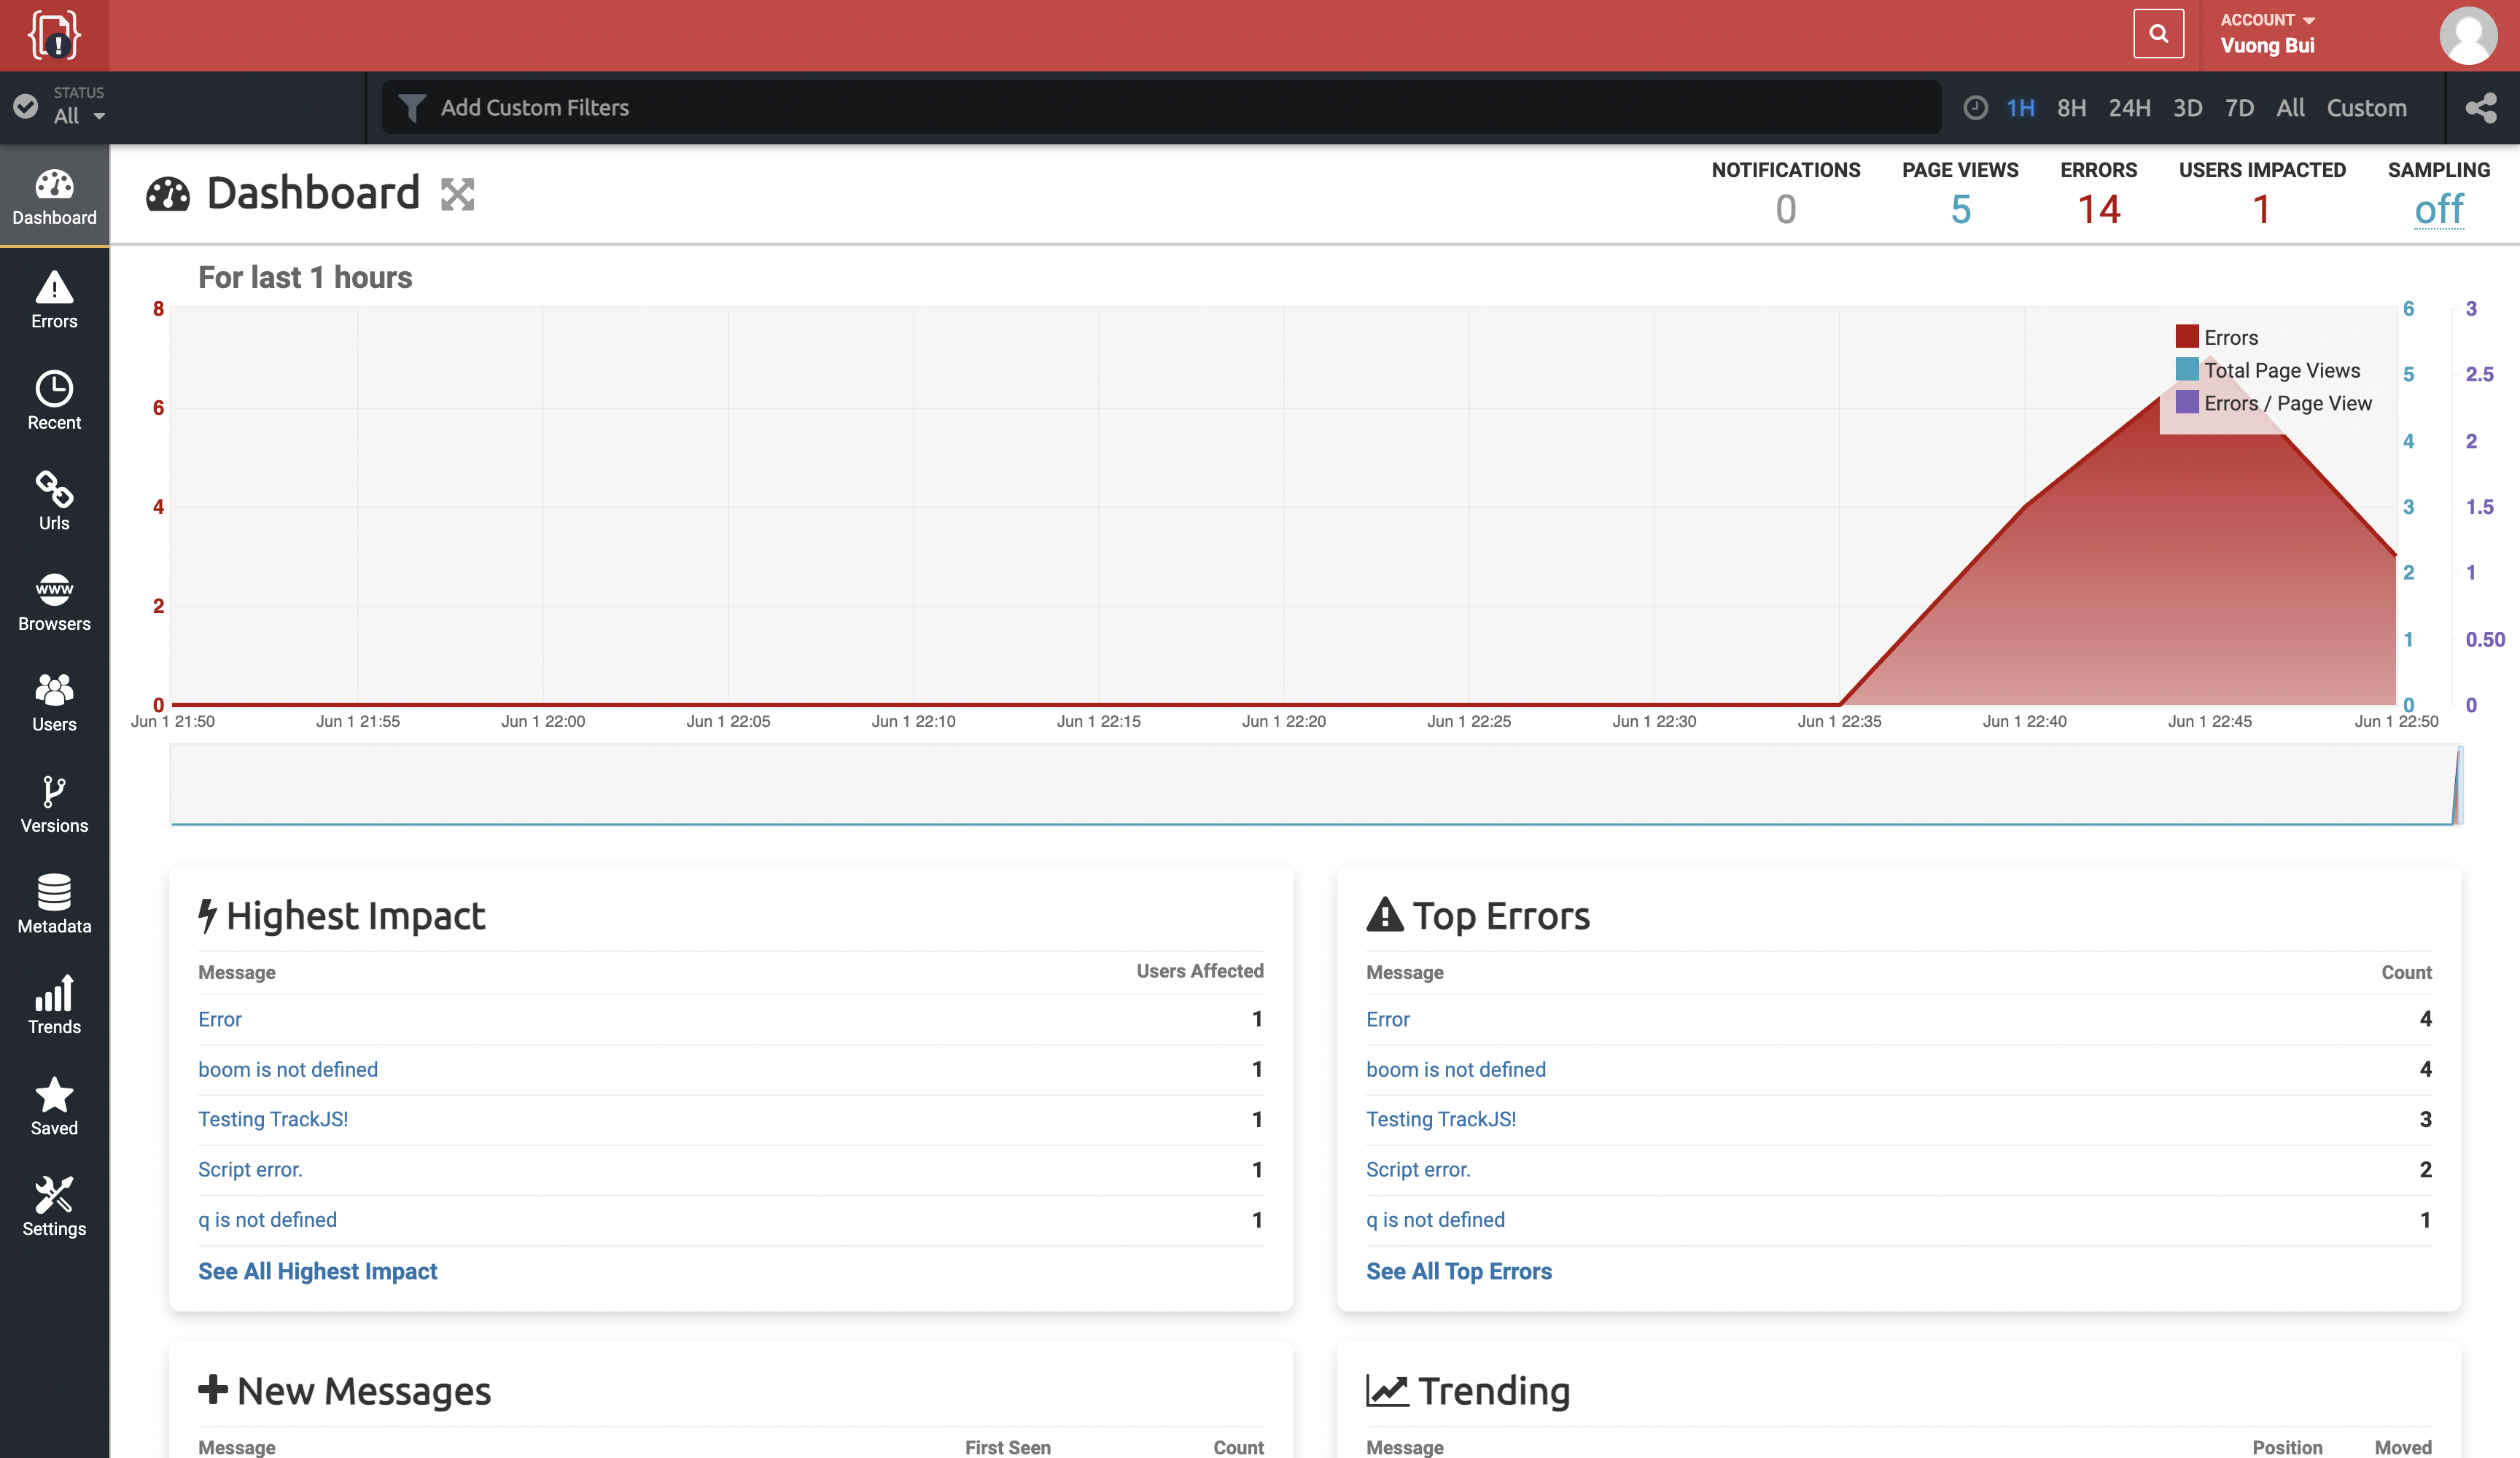 ACCOUNT
Vuong Bui
STATUS
All
Add Custom Filters
1H 8H 24H 3D 7D All Custom
Dashboard
Errors
Recent
Urls
www
Browsers
Users
Versions
Metadata
Trends
Saved
Settings
Dashboard
NOTIFICATIONS PAGE VIEWS ERRORS USERS IMPACTED SAMPLING
0 5 14 1 off
For last 1 hours
8
6
4
2
0
Errors
Total Page Views
Errors / Page View
6
5
4
3
2
1
0
3
2.5
2
1.5
1
0.50
0
Jun 1 21:50 Jun 1 21:55 Jun 1 22:00 Jun 1 22:05 Jun 1 22:10 Jun 1 22:15 Jun 1 22:20 Jun 1 22:25 Jun 1 22:30 Jun 1 22:35 Jun 1 22:40 Jun 1 22:45 Jun 1 22:50
Highest Impact
Message Users Affected
Error 1
boom is not defined 1
Testing TrackJS! 1
Script error. 1
q is not defined 1
See All Highest Impact
Top Errors
Message Count
Error 4
boom is not defined 4
Testing TrackJS! 3
Script error. 2
q is not defined 1
See All Top Errors
New Messages
Message First Seen Count
Trending
Message Position Moved